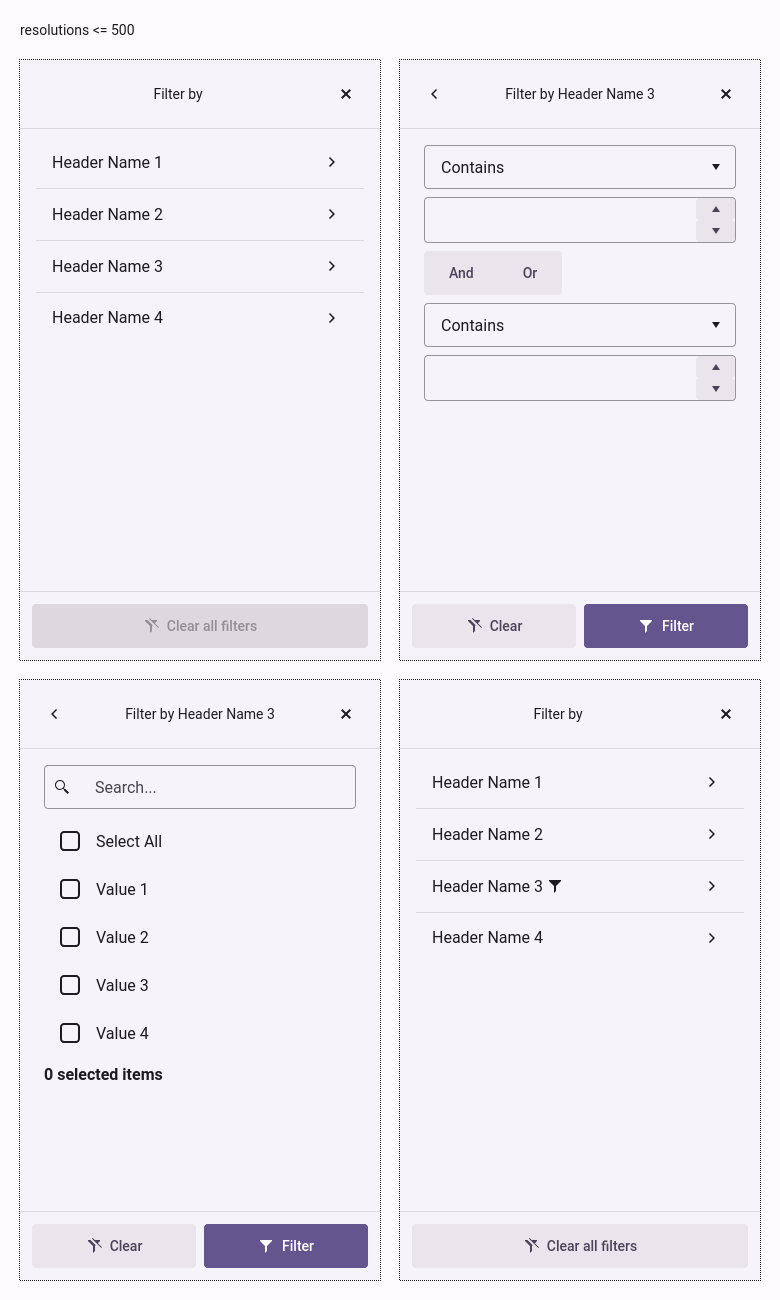 resolutions <= 500
Filter by
Header Name 1
Header Name 2
Header Name 3
Header Name 4
Clear all filters
Filter by Header Name 3
Contains
And Or
Contains
Clear Filter
Filter by Header Name 3
Search...
Select All
Value 1
Value 2
Value 3
Value 4
0 selected items
Clear Filter
Filter by
Header Name 1
Header Name 2
Header Name 3
Header Name 4
Clear all filters